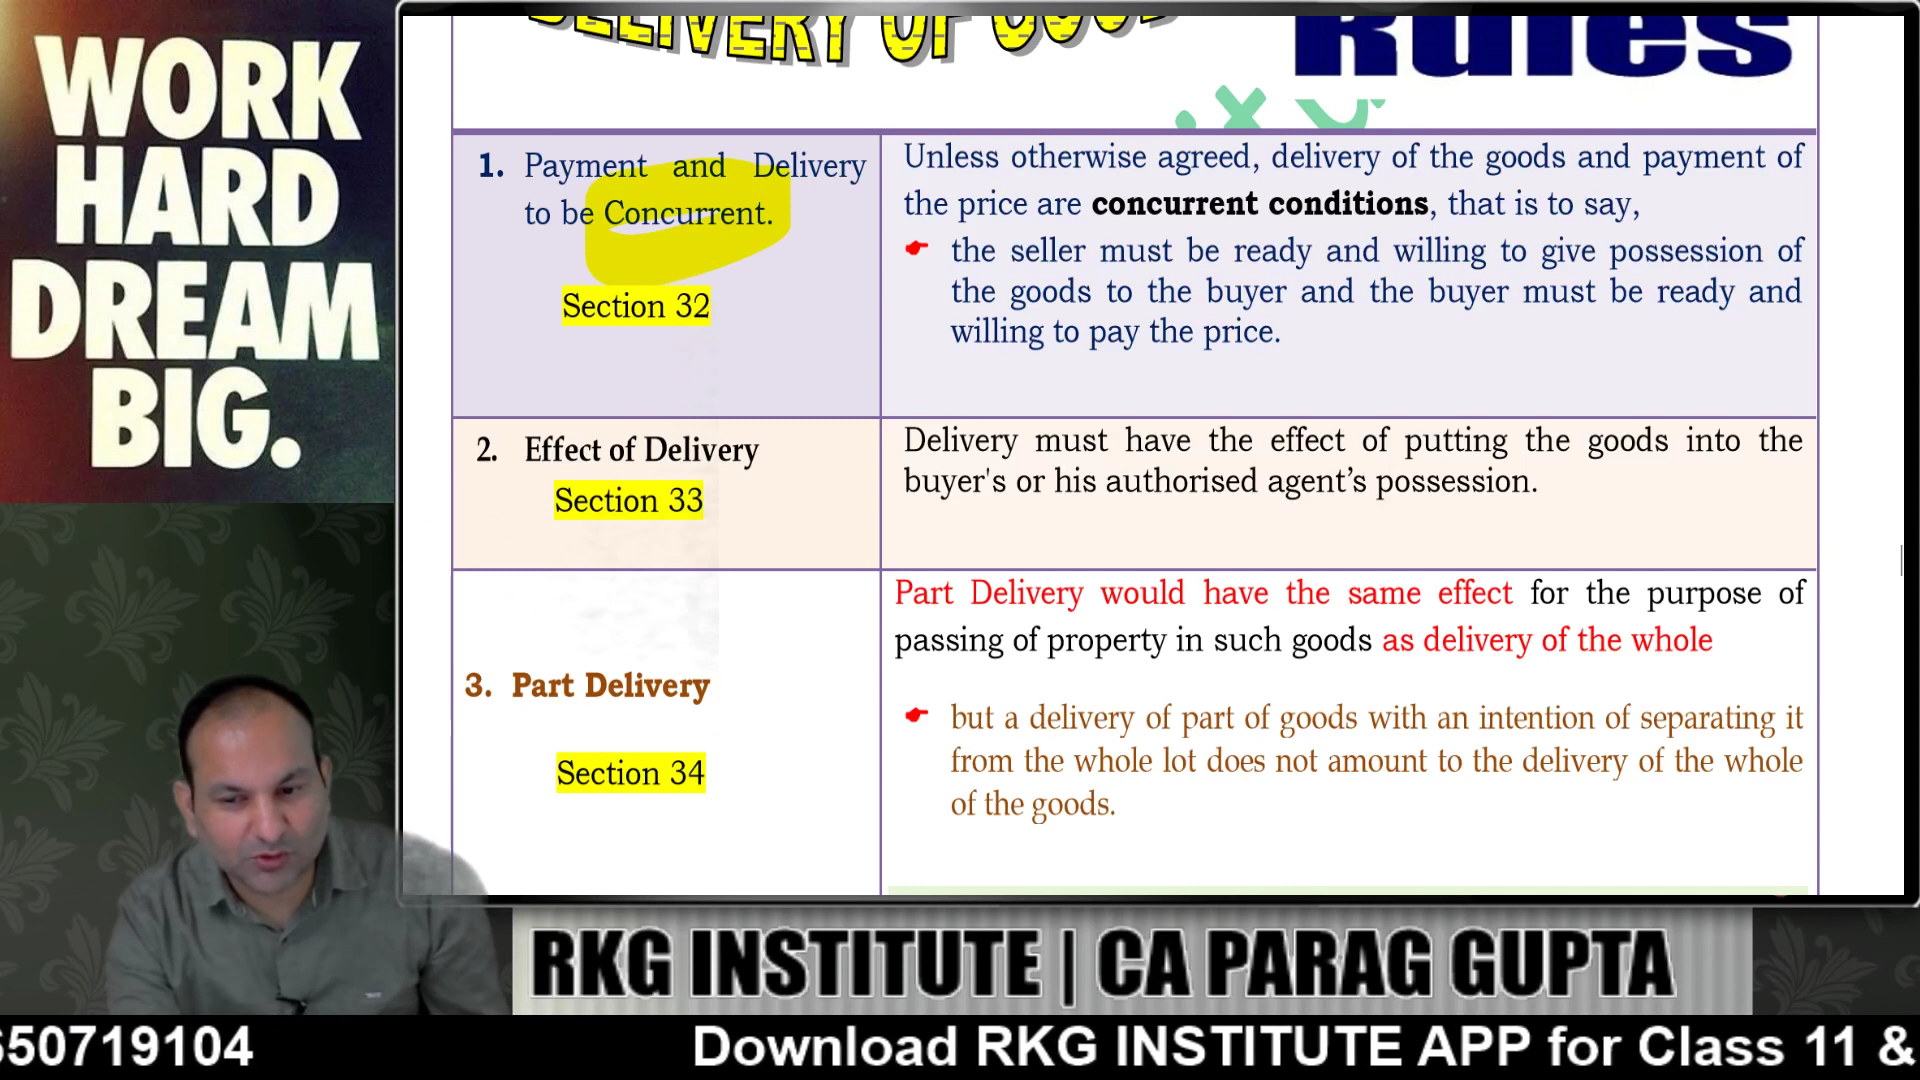 WORK
HARD
DREAM
BIG.
DELIVERY OF
Rules
1. Payment and Delivery
to be Concurrent.
Section 32
Unless otherwise agreed, delivery of the goods and payment of
the price are concurrent conditions, that is to say,
the seller must be ready and willing to give possession of
the goods to the buyer and the buyer must be ready and
willing to pay the price.
2. Effect of Delivery
Section 33
Delivery must have the effect of putting the goods into the
buyer's or his authorised agent’s possession.
3. Part Delivery
Section 34
Part Delivery would have the same effect for the purpose of
passing of property in such goods as delivery of the whole
but a delivery of part of goods with an intention of separating it
from the whole lot does not amount to the delivery of the whole
of the goods.
RKG INSTITUTE | CA PARAG GUPTA
650719104
Download RKG INSTITUTE APP for Class 11 &